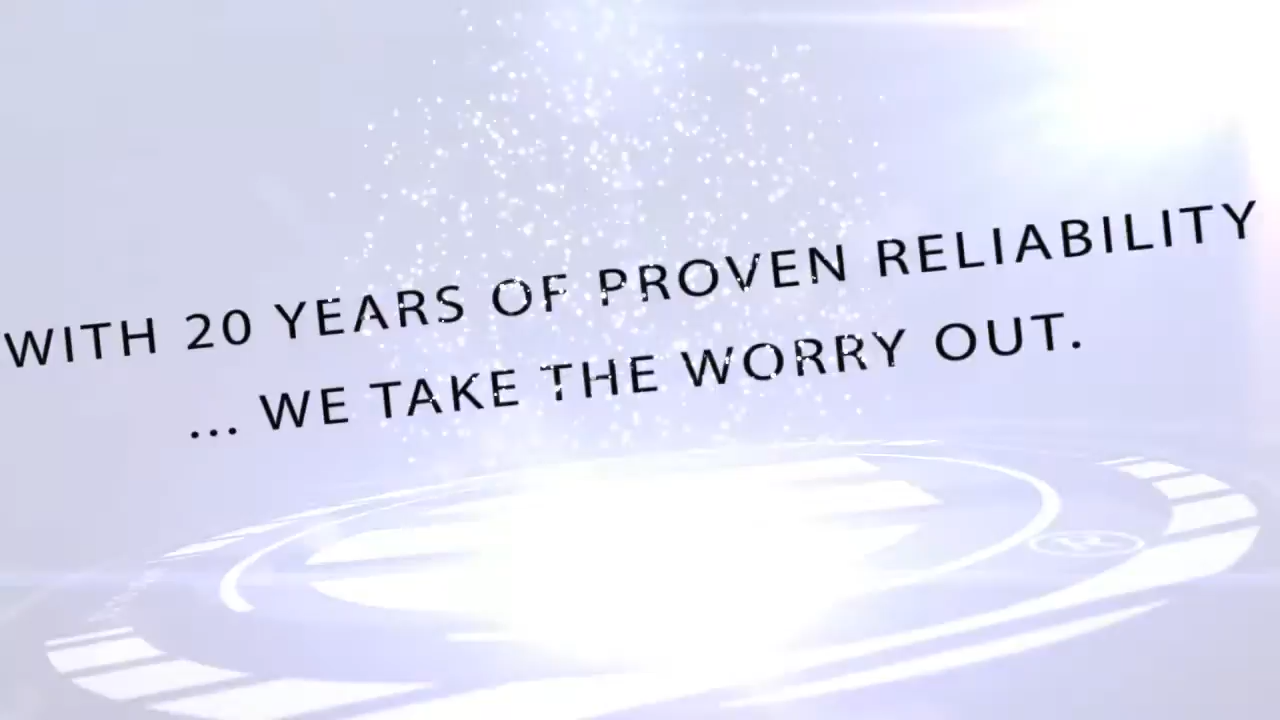 WITH 20 YEARS OF PROVEN RELIABILITY
... WE TAKE THE WORRY OUT.
®